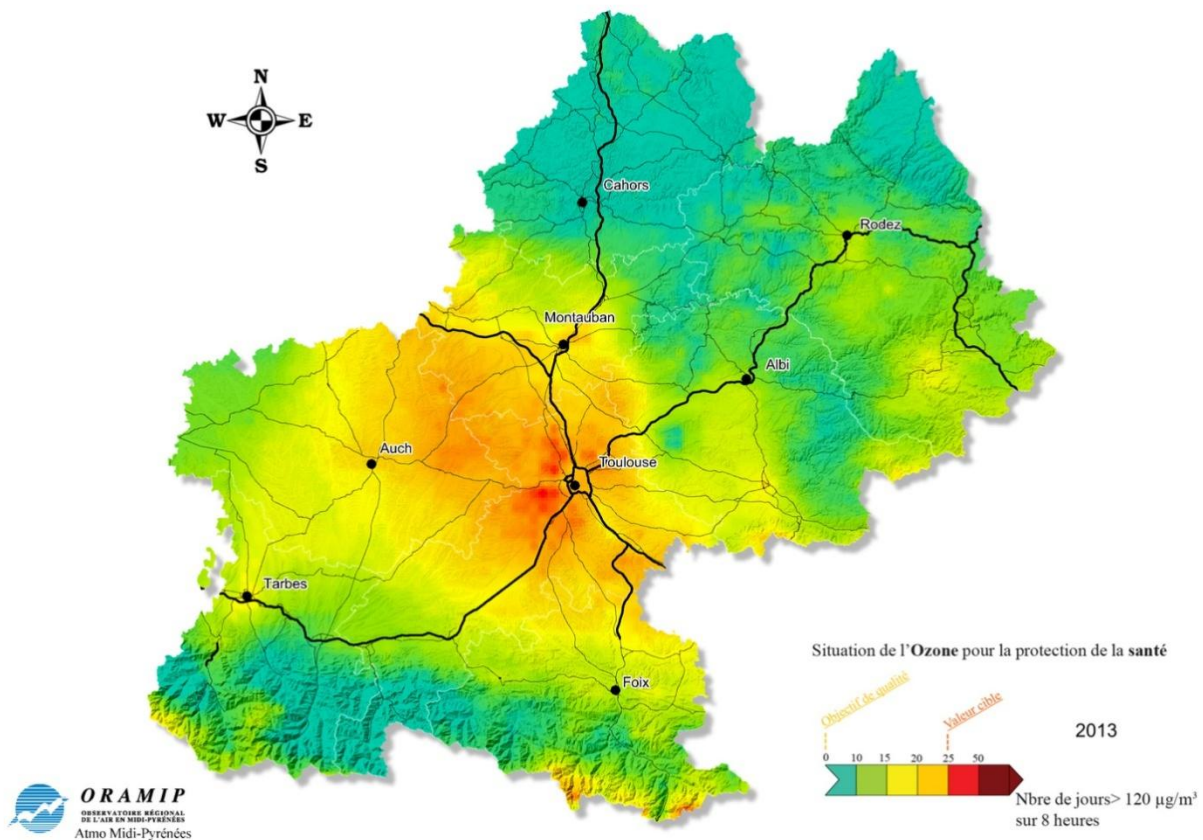 N
W E
S
Cahors
Rodez
Montauban
Albi
Auch
Toulouse
Tarbes
Foix
Situation de l'Ozone pour la protection de la santé
Objectif de qualité
Valeur cible
2013
0 10 15 20 25 50
Nbre de jours> 120 µg/m³
sur 8 heures
ORAMIP
OBSERVATOIRE RÉGIONAL
DE L'AIR EN MIDI-PYRÉNÉES
Atmo Midi-Pyrénées